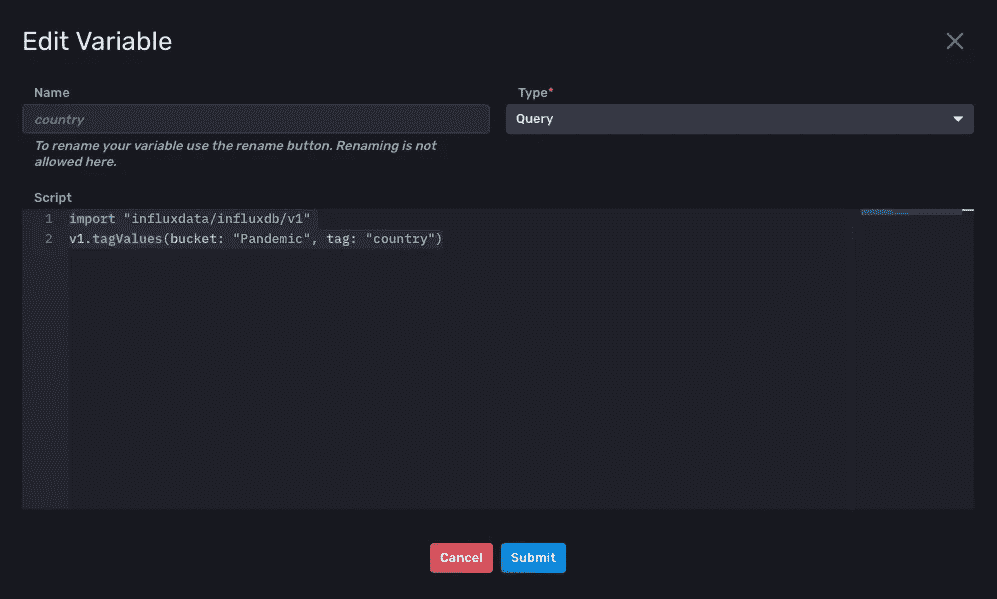 Edit Variable
Name
Type*
country
Query
To rename your variable use the rename button. Renaming is not
allowed here.
Script
1 import "influxdata/influxdb/v1"
2 v1.tagValues(bucket: "Pandemic", tag: "country")
Cancel
Submit